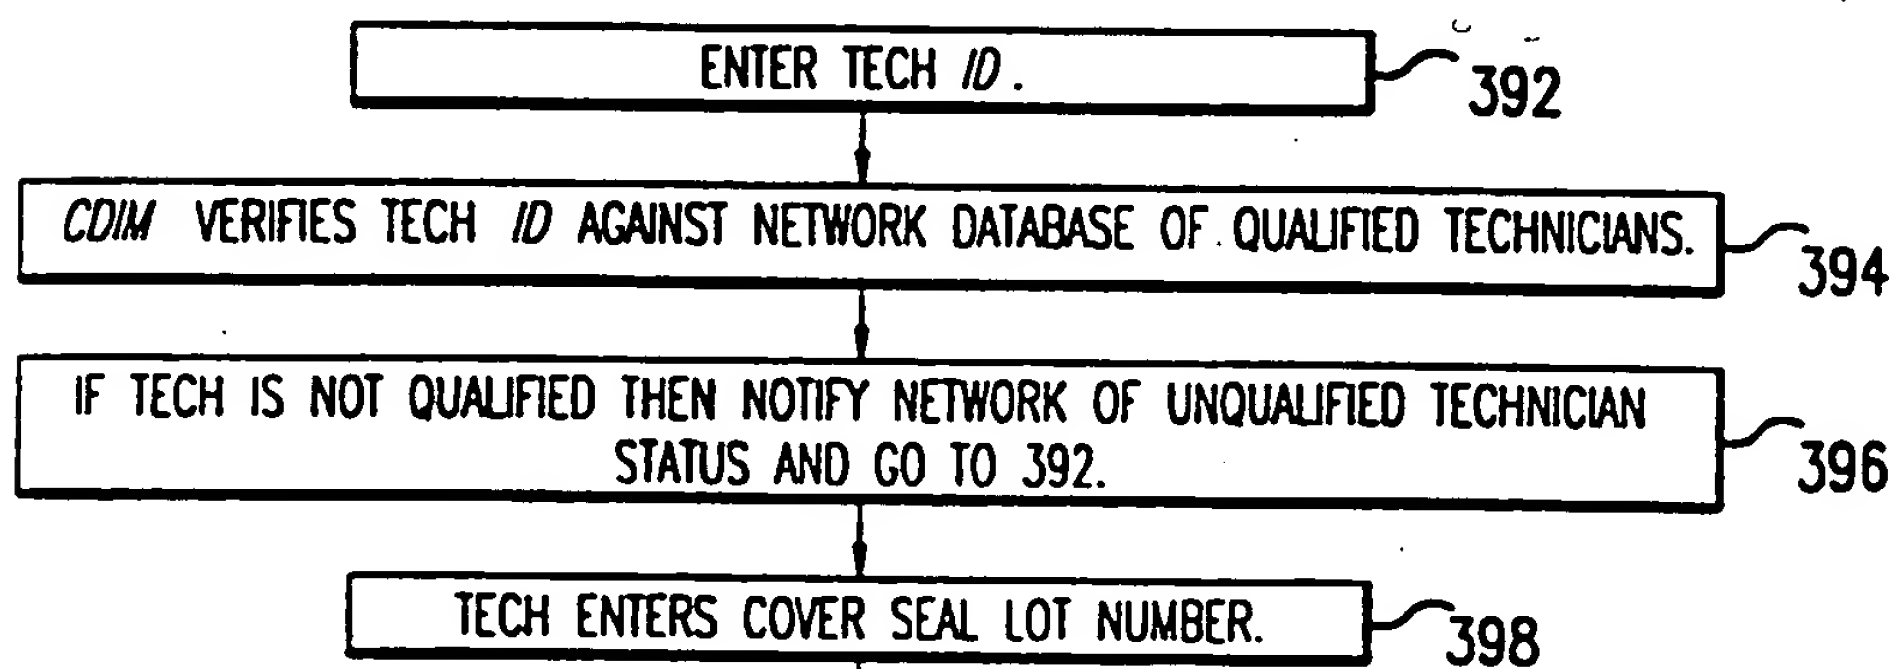 ENTER TECH ID.
392
CDIM VERIFIES TECH ID AGAINST NETWORK DATABASE OF QUALIFIED TECHNICIANS.
394
IF TECH IS NOT QUALIFIED THEN NOTIFY NETWORK OF UNQUALIFIED TECHNICIAN
STATUS AND GO TO 392.
396
TECH ENTERS COVER SEAL LOT NUMBER.
398